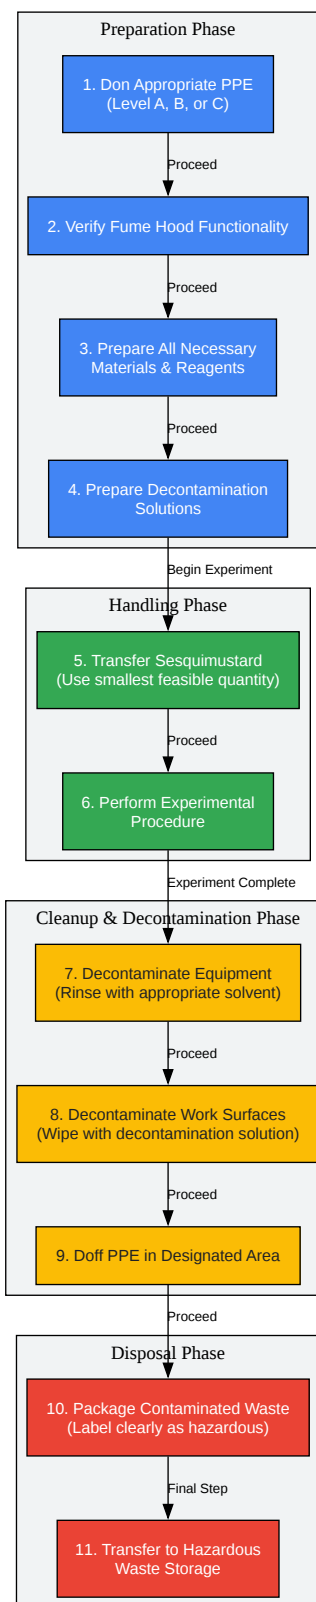 Preparation Phase
1. Don Appropriate PPE
(Level A, B, or C)
Proceed
2. Verify Fume Hood Functionality
Proceed
3. Prepare All Necessary
Materials & Reagents
Proceed
4. Prepare Decontamination
Solutions
Begin Experiment
Handling Phase
5. Transfer Sesquimustard
(Use smallest feasible quantity)
Proceed
6. Perform Experimental
Procedure
Experiment Complete
Cleanup & Decontamination Phase
7. Decontaminate Equipment
(Rinse with appropriate solvent)
Proceed
8. Decontaminate Work Surfaces
(Wipe with decontamination solution)
Proceed
9. Doff PPE in Designated Area
Proceed
Disposal Phase
10. Package Contaminated Waste
(Label clearly as hazardous)
Final Step
11. Transfer to Hazardous
Waste Storage